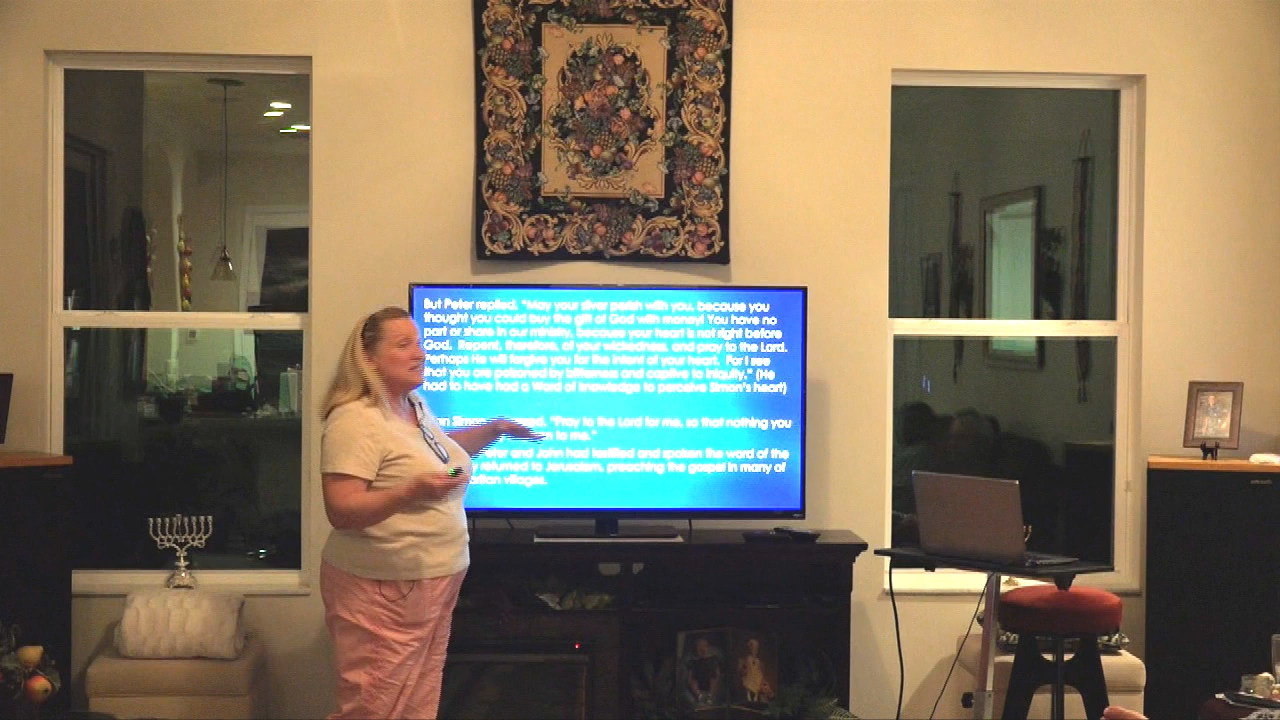 But Peter replied, "May your silver perish with you, because you
thought you could buy the gift of God with money! You have no
part or share in our ministry, because your heart is not right before
God. Repent, therefore, of your wickedness, and pray to the Lord.
Perhaps He will forgive you for the intent of your heart. For I see
that you are poisoned by bitterness and captive to iniquity." (He
had to have had a Word of knowledge to perceive Simon's heart)
"Pray to the Lord for me, so that nothing you
to me."
and John had testified and spoken the word of the
returned to Jerusalem, preaching the gospel in many of
villages.